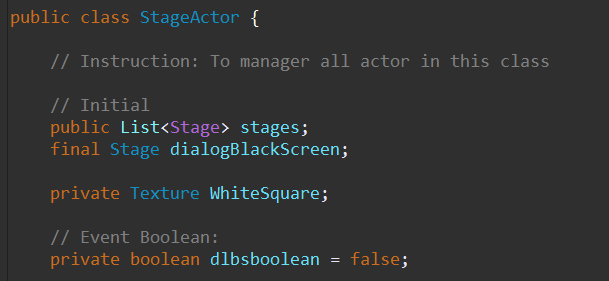 public class StageActor {
// Instruction: To manager all actor in this class
// Initial
public List<Stage> stages;
final Stage dialogBlackScreen;
private Texture WhiteSquare;
// Event Boolean:
private boolean dlbsboolean = false;